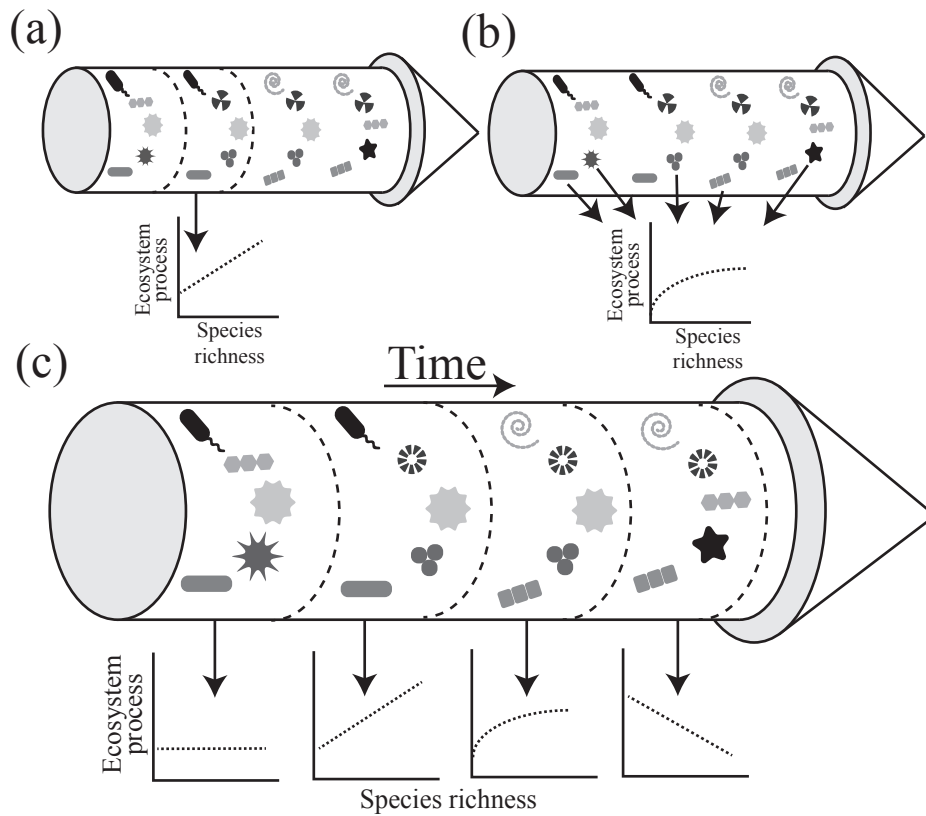 (a)
Ecosystem
process
Species
richness
(b)
Ecosystem
process
Species
richness
(c)
Time
Ecosystem
process
Species richness